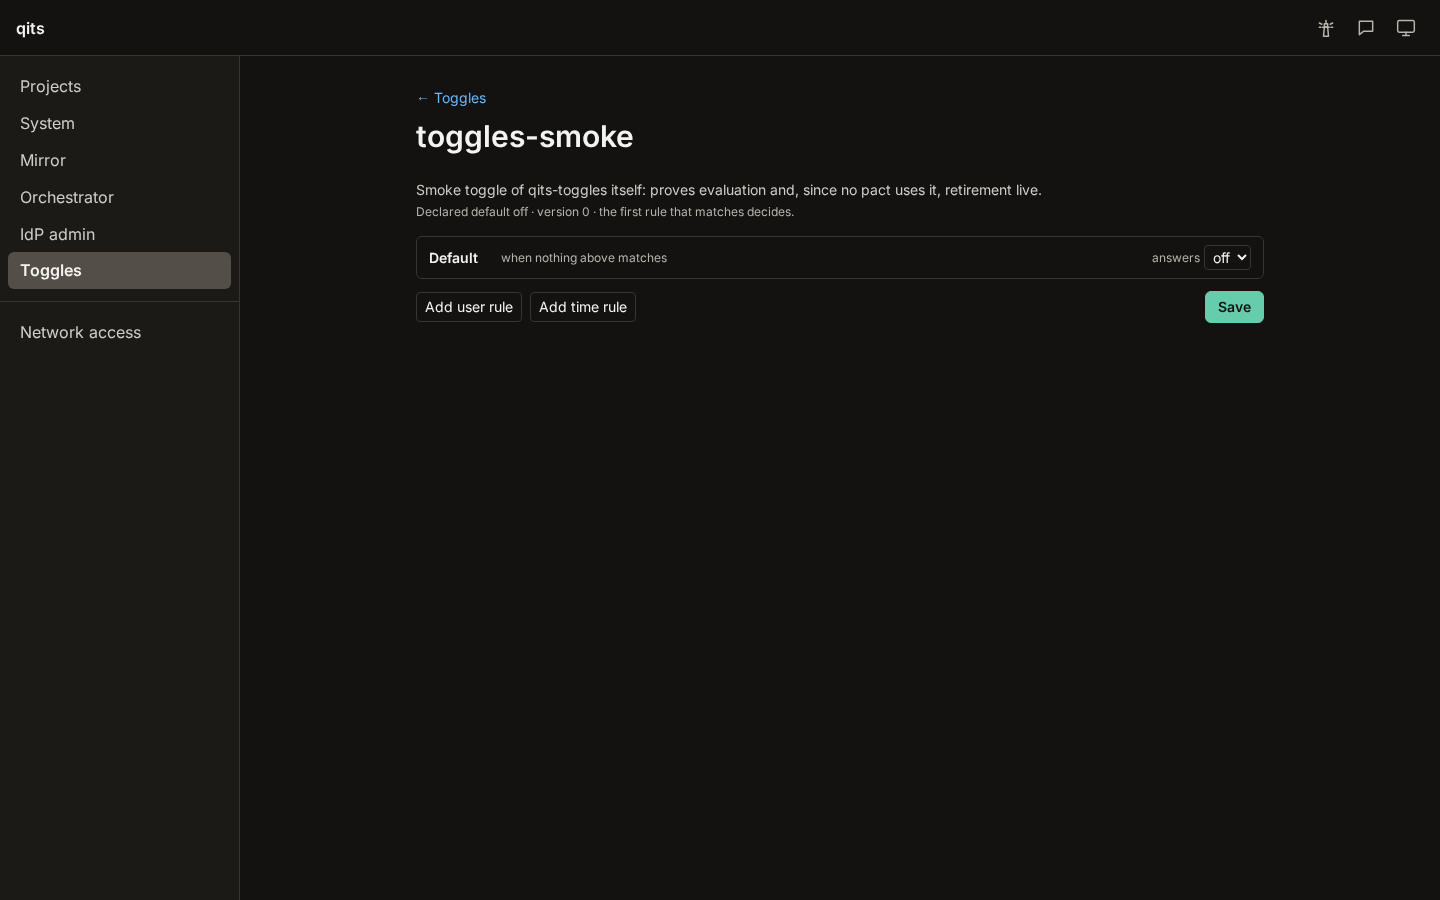 qits
Projects
System
Mirror
Orchestrator
IdP admin
Toggles
Network access
← Toggles
toggles-smoke
Smoke toggle of qits-toggles itself: proves evaluation and, since no pact uses it, retirement live.
Declared default off · version 0 · the first rule that matches decides.
Default when nothing above matches answers off
Add user rule Add time rule Save